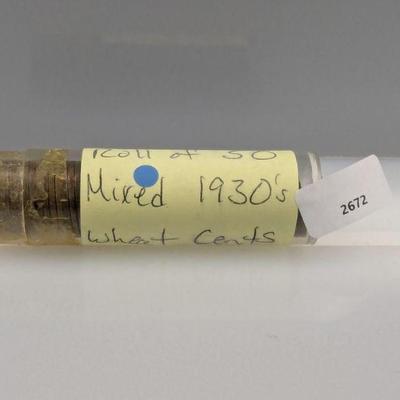 Roll of 50
Mixed 1930's
Wheat Cents
2672